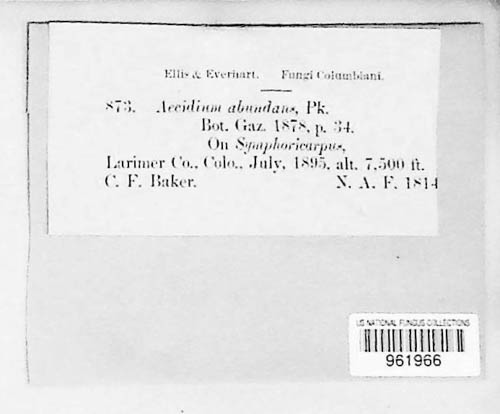 Ellis & Everhart. Fungi Columbiani.
873. Aecidium abundans, Pk.
Bot. Gaz. 1878, p. 34.
On Symphoricarpus,
Larimer Co., Colo., July, 1895, alt. 7,500 ft.
C. F. Baker. N. A. F. 1814
US NATIONAL FUNGUS COLLECTIONS
961966